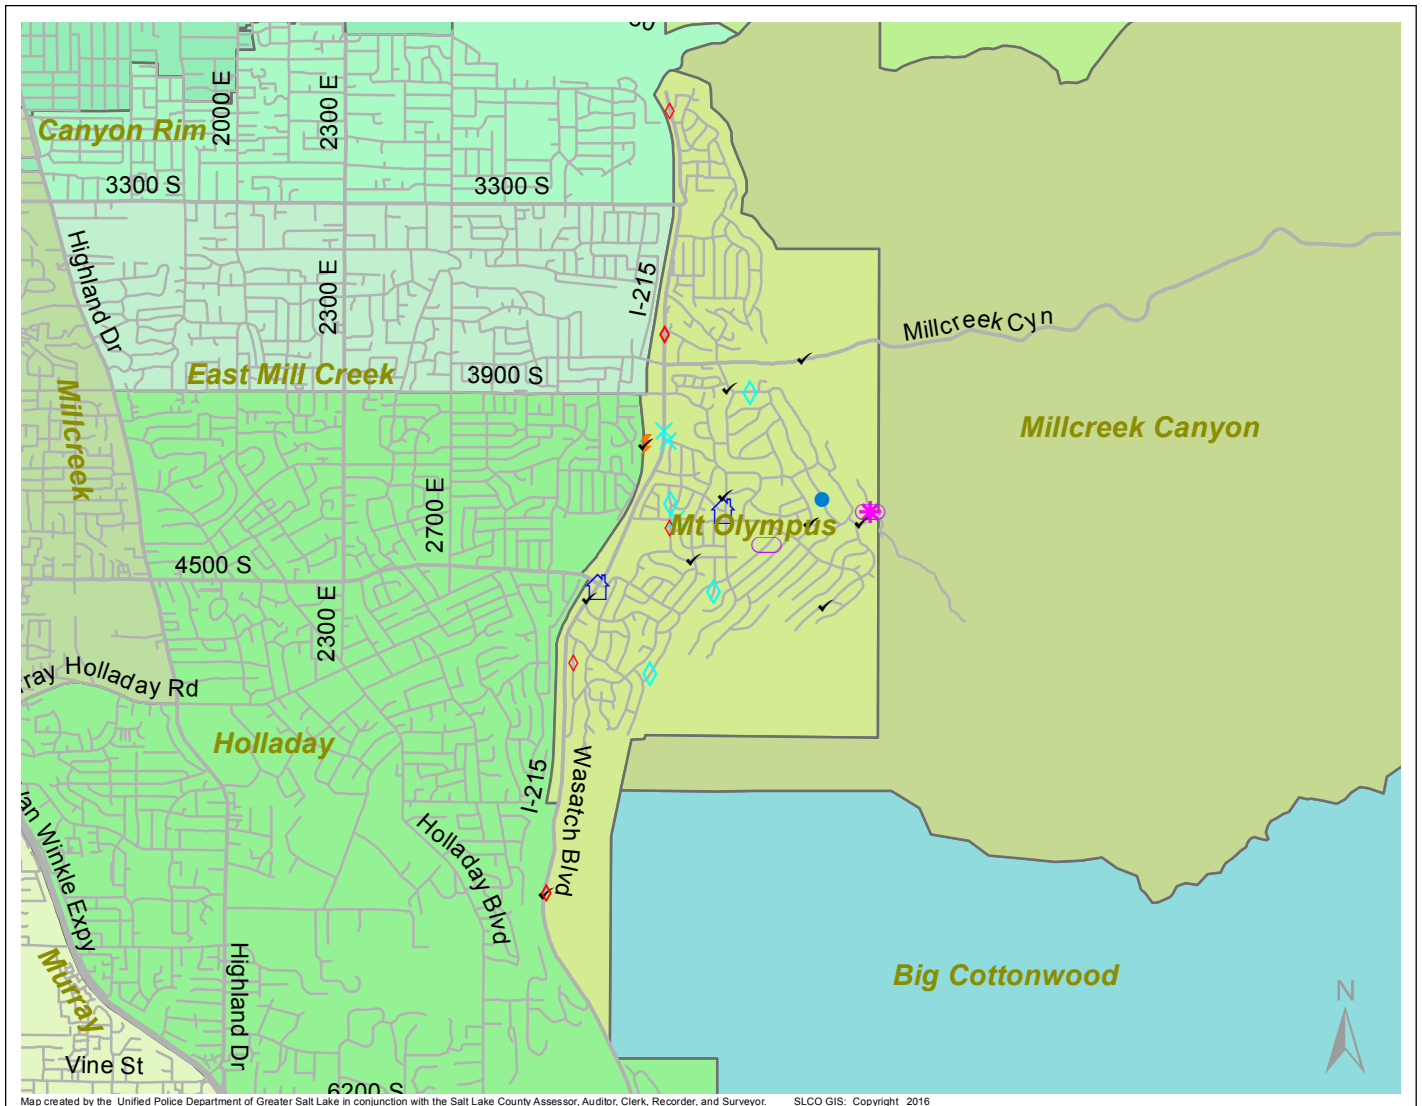 2000 E
2300 E
Canyon Rim
3300 S
3300 S
Highland Dr
2300 E
I-215
Millcreek Cyn
East Mill Creek
3900 S
Millcreek
Millcreek Canyon
2700 E
Mt Olympus
4500 S
2300 E
ray Holladay Rd
Holladay
I-215
Wasatch Blvd
Holladay Blvd
an Winkle Expy
Murray
Highland Dr
Big Cottonwood
N
Vine St
6200 S
Map created by the Unified Police Department of Greater Salt Lake in conjunction with the Salt Lake County Assessor, Auditor, Clerk, Recorder, and Surveyor. SLCO GIS: Copyright 2016